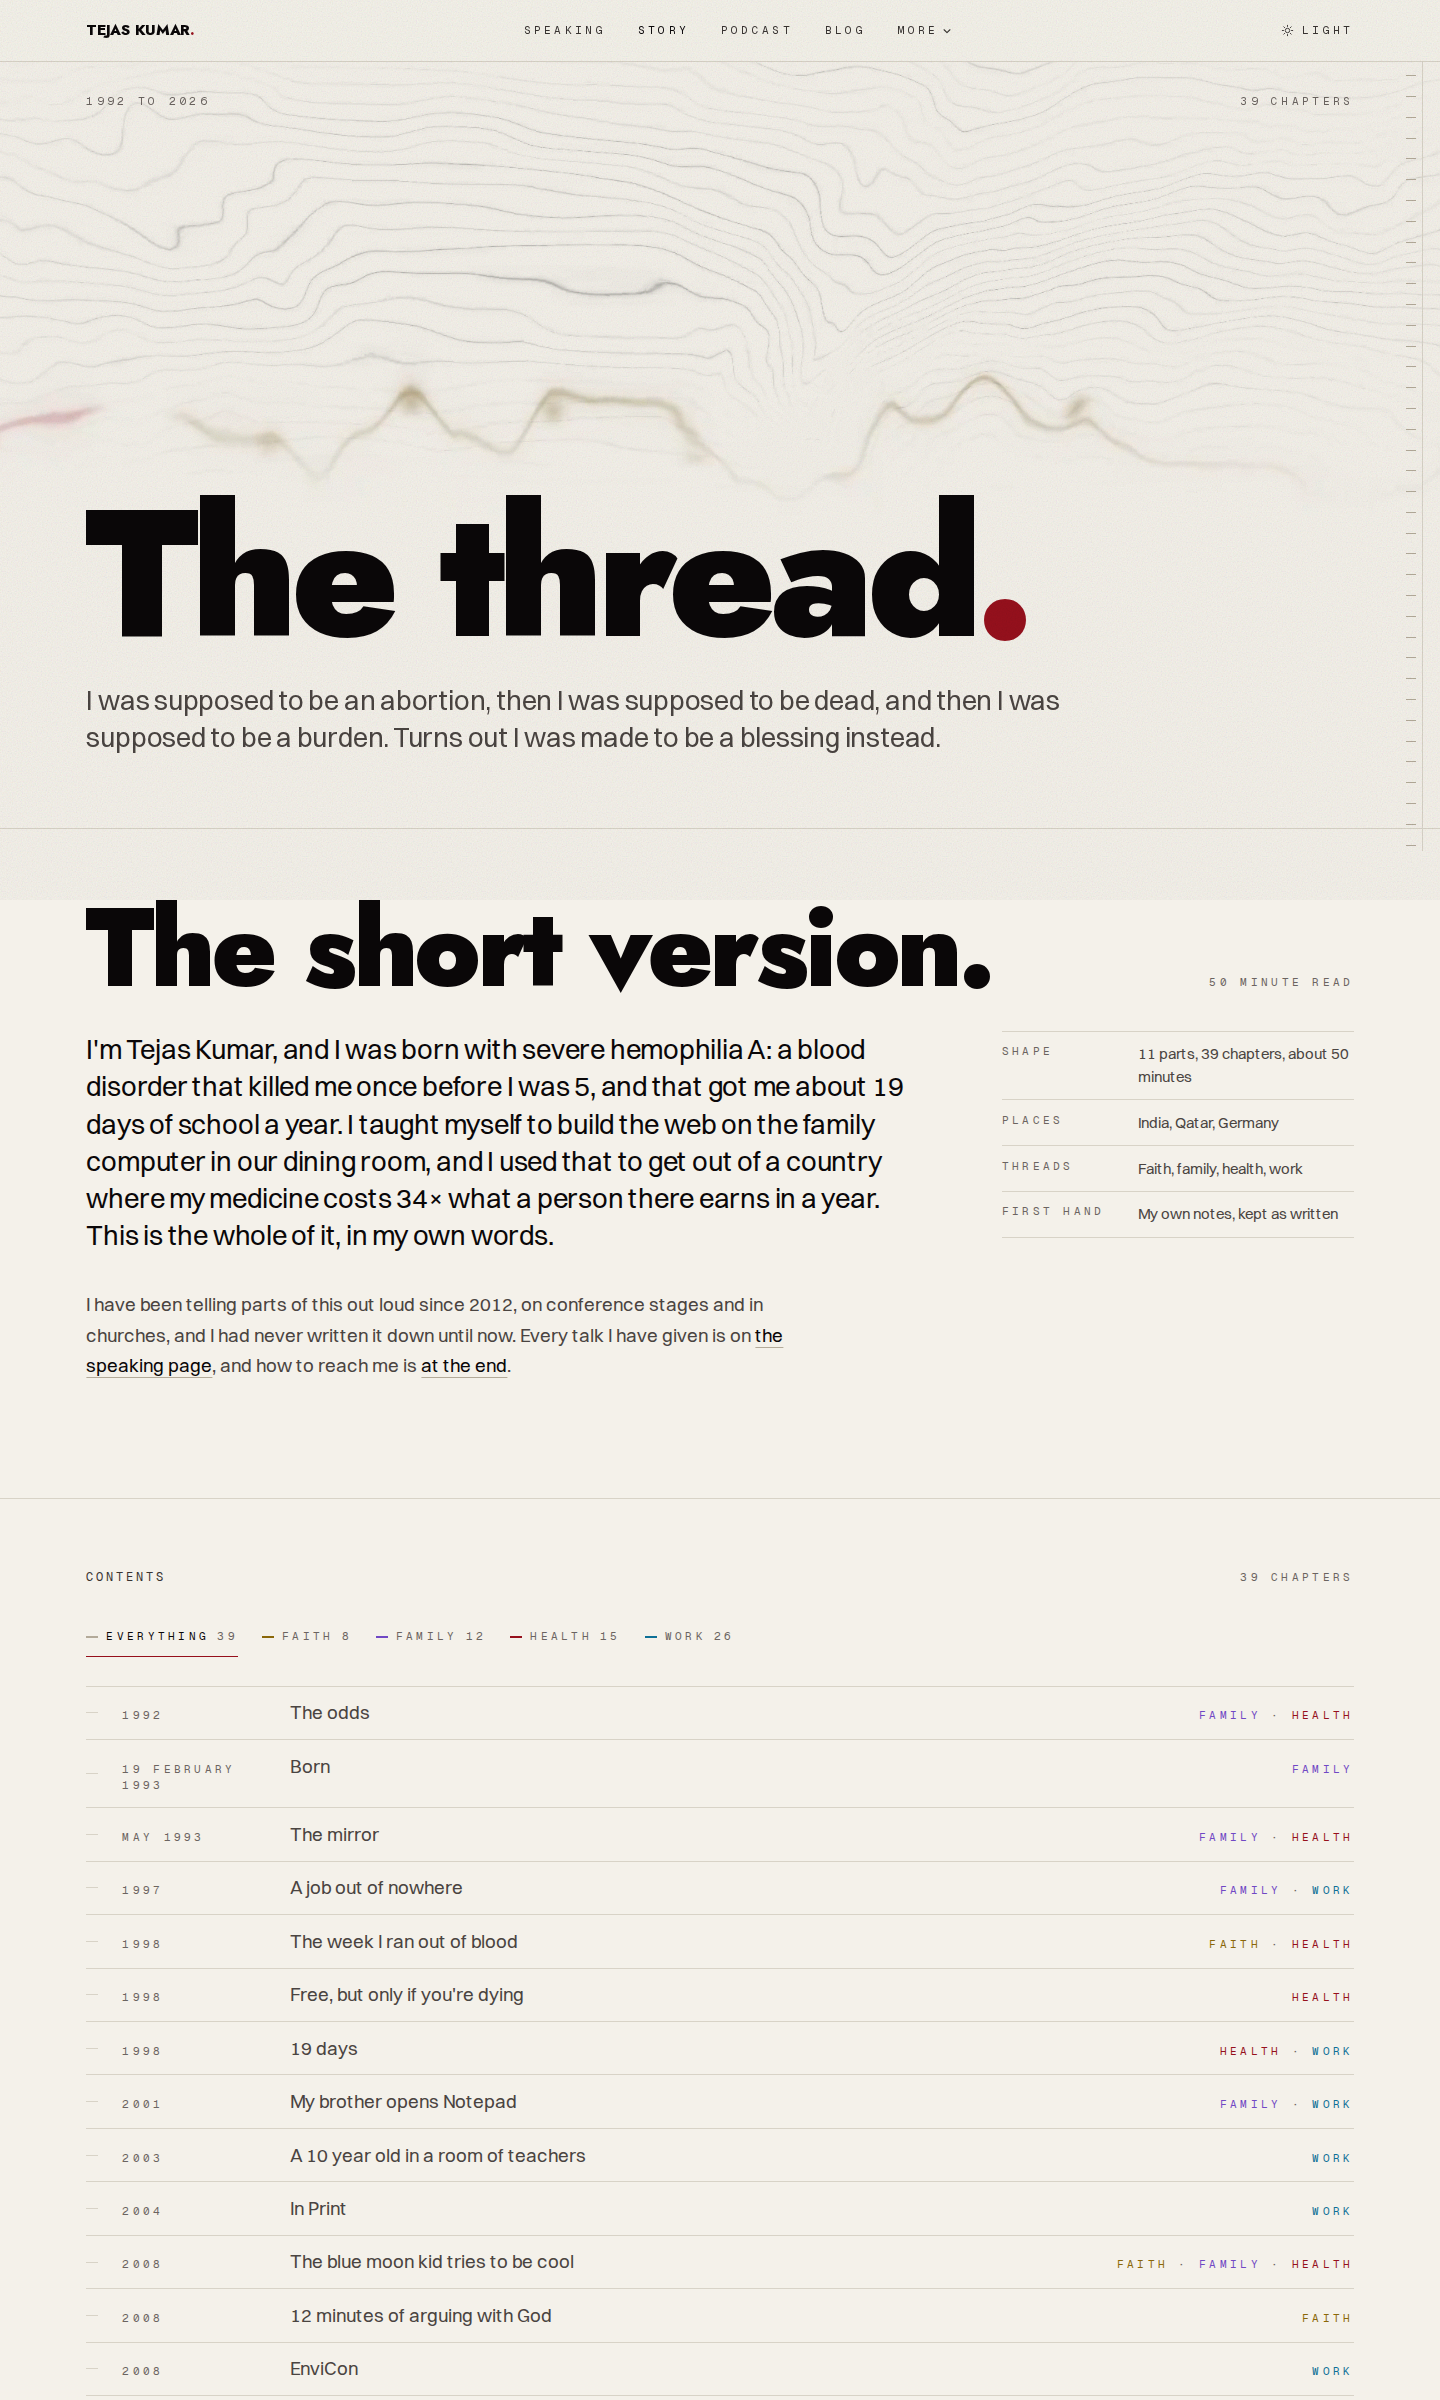 TEJAS KUMAR.
SPEAKING STORY PODCAST BLOG MORE
LIGHT
1992 TO 2026
39 CHAPTERS
The thread.
I was supposed to be an abortion, then I was supposed to be dead, and then I was
supposed to be a burden. Turns out I was made to be a blessing instead.
The short version.
50 MINUTE READ
I'm Tejas Kumar, and I was born with severe hemophilia A: a blood
disorder that killed me once before I was 5, and that got me about 19
days of school a year. I taught myself to build the web on the family
computer in our dining room, and I used that to get out of a country
where my medicine costs 34× what a person there earns in a year.
This is the whole of it, in my own words.
I have been telling parts of this out loud since 2012, on conference stages and in
churches, and I had never written it down until now. Every talk I have given is on the
speaking page, and how to reach me is at the end.
SHAPE 11 parts, 39 chapters, about 50
minutes
PLACES India, Qatar, Germany
THREADS Faith, family, health, work
FIRST HAND My own notes, kept as written
CONTENTS
39 CHAPTERS
EVERYTHING 39 FAITH 8 FAMILY 12 HEALTH 15 WORK 26
1992 The odds FAMILY · HEALTH
19 FEBRUARY
1993 Born FAMILY
MAY 1993 The mirror FAMILY · HEALTH
1997 A job out of nowhere FAMILY · WORK
1998 The week I ran out of blood FAITH · HEALTH
1998 Free, but only if you're dying HEALTH
1998 19 days HEALTH · WORK
2001 My brother opens Notepad FAMILY · WORK
2003 A 10 year old in a room of teachers WORK
2004 In Print WORK
2008 The blue moon kid tries to be cool FAITH · FAMILY · HEALTH
2008 12 minutes of arguing with God FAITH
2008 EnviCon WORK